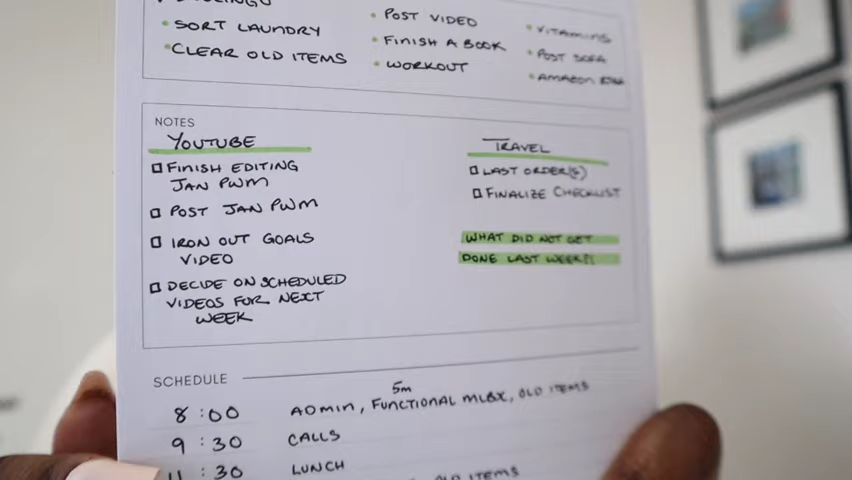 SORT LAUNDRY
CLEAR OLD ITEMS
POST VIDEO
FINISH A BOOK
WORKOUT
VITAMINS
POST SOFA
AMAZON
NOTES
YOUTUBE
FINISH EDITING
JAN PWM
POST JAN PWM
IRON OUT GOALS
VIDEO
DECIDE ON SCHEDULED
VIDEOS FOR NEXT
WEEK
TRAVEL
LAST ORDER(S)
FINALIZE CHECKLIST
WHAT DID NOT GET
DONE LAST WEEK?
SCHEDULE
5m
8:00 ADMIN, FUNCTIONAL MLBX, OLD ITEMS
9:30 CALLS
11:30 LUNCH
OLD ITEMS